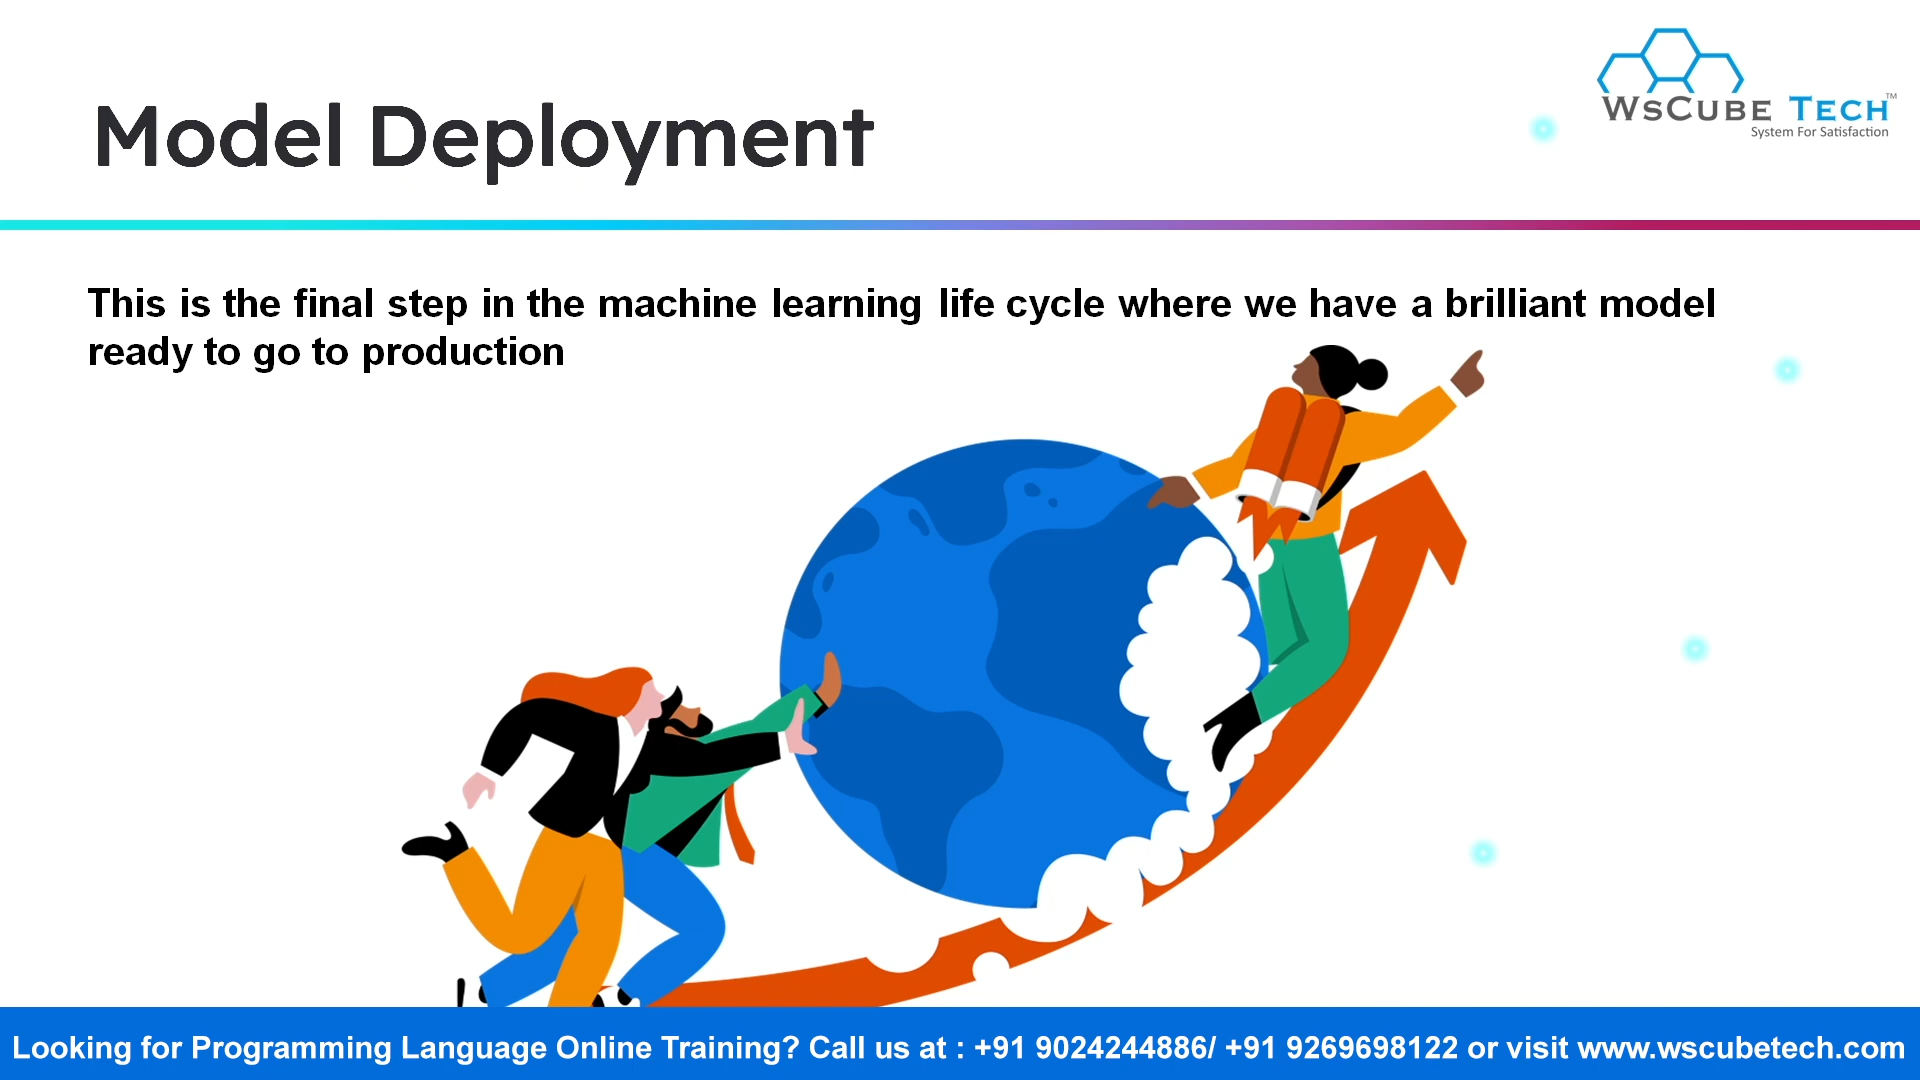 WsCube Tech™
System For Satisfaction
Model Deployment
This is the final step in the machine learning life cycle where we have a brilliant model
ready to go to production
Looking for Programming Language Online Training? Call us at : +91 9024244886/ +91 9269698122 or visit www.wscubetech.com